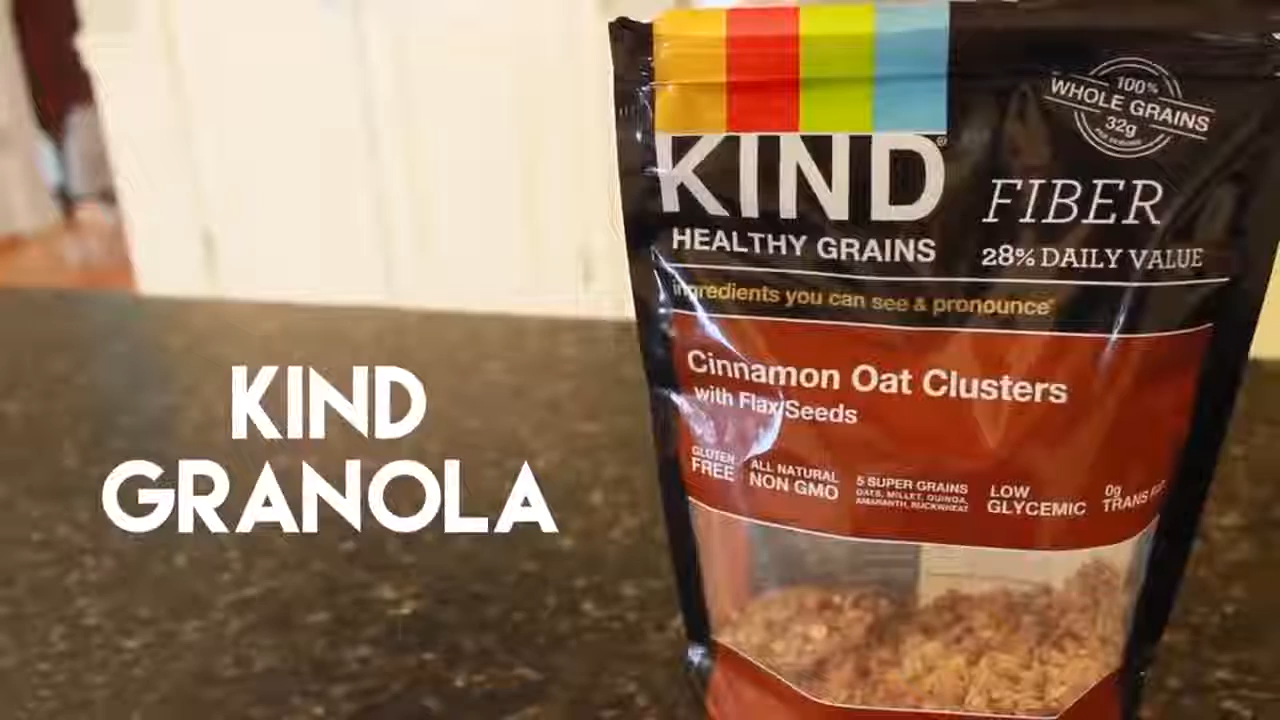 KIND
GRANOLA
100%
WHOLE GRAINS
32g
PER SERVING
KIND®
HEALTHY GRAINS
FIBER
28% DAILY VALUE
ingredients you can see & pronounce®
Cinnamon Oat Clusters
with Flax Seeds
GLUTEN
FREE
ALL NATURAL
NON GMO
5 SUPER GRAINS
OATS, MILLET, QUINOA,
AMARANTH, BUCKWHEAT
LOW
GLYCEMIC
0g
TRANS